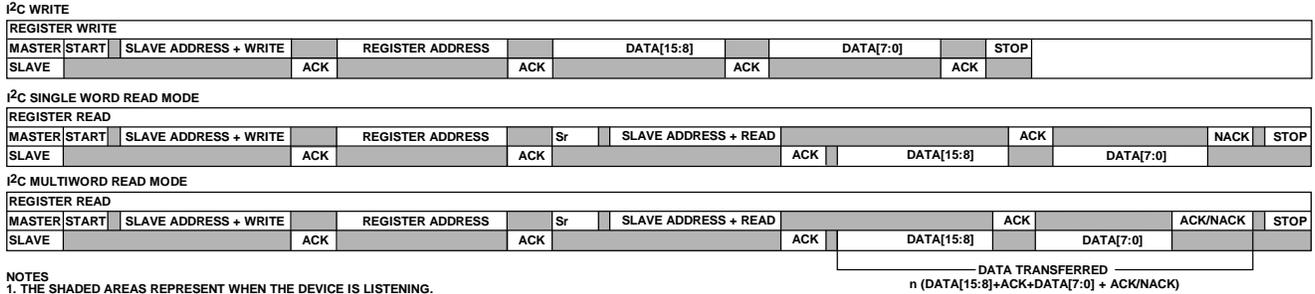 I2C WRITE
REGISTER WRITE
MASTER START SLAVE ADDRESS + WRITE REGISTER ADDRESS DATA[15:8] DATA[7:0] STOP
SLAVE ACK ACK ACK ACK
I2C SINGLE WORD READ MODE
REGISTER READ
MASTER START SLAVE ADDRESS + WRITE REGISTER ADDRESS Sr SLAVE ADDRESS + READ ACK NACK STOP
SLAVE ACK ACK ACK DATA[15:8] DATA[7:0]
I2C MULTIWORD READ MODE
REGISTER READ
MASTER START SLAVE ADDRESS + WRITE REGISTER ADDRESS Sr SLAVE ADDRESS + READ ACK ACK/NACK STOP
SLAVE ACK ACK ACK DATA[15:8] DATA[7:0]
DATA TRANSFERRED
n (DATA[15:8]+ACK+DATA[7:0] + ACK/NACK)
NOTES
1. THE SHADED AREAS REPRESENT WHEN THE DEVICE IS LISTENING.